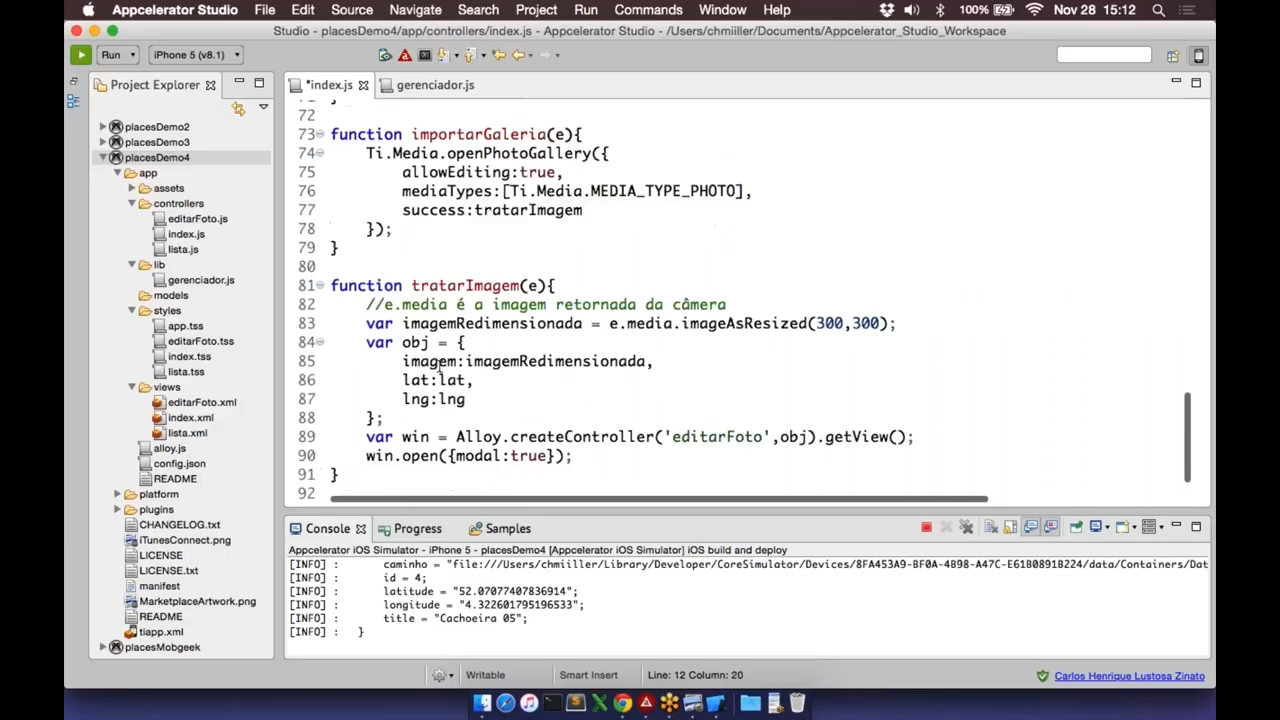 Appcelerator Studio File Edit Source Navigate Search Project Run Commands Window Help 100% Nov 28 15:12
Studio - placesDemo4/app/controllers/index.js - Appcelerator Studio - /Users/chmiiller/Documents/Appcelerator_Studio_Workspace
Run iPhone 5 (v8.1)
Project Explorer
placesDemo2
placesDemo3
placesDemo4
app
assets
controllers
editarFoto.js
index.js
lista.js
lib
gerenciador.js
models
styles
app.tss
editarFoto.tss
index.tss
lista.tss
views
editarFoto.xml
index.xml
lista.xml
alloy.js
config.json
README
platform
plugins
CHANGELOG.txt
iTunesConnect.png
LICENSE
LICENSE.txt
manifest
MarketplaceArtwork.png
README
tiapp.xml
placesMobgeek
*index.js gerenciador.js
72
73 function importarGaleria(e){
74 Ti.Media.openPhotoGallery({
75 allowEditing:true,
76 mediaTypes:[Ti.Media.MEDIA_TYPE_PHOTO],
77 success:tratarImagem
78 });
79 }
80
81 function tratarImagem(e){
82 //e.media é a imagem retornada da câmera
83 var imagemRedimensionada = e.media.imageAsResized(300,300);
84 var obj = {
85 imagem:imagemRedimensionada,
86 lat:lat,
87 lng:lng
88 };
89 var win = Alloy.createController('editarFoto',obj).getView();
90 win.open({modal:true});
91 }
92
Console Progress Samples
Appcelerator iOS Simulator - iPhone 5 - placesDemo4 [Appcelerator iOS Simulator] iOS build and deploy
[INFO] : caminho = "file:///Users/chmiiller/Library/Developer/CoreSimulator/Devices/8FA453A9-BF0A-4B98-A47C-E61B0891B224/data/Containers/Dat
[INFO] : id = 4;
[INFO] : latitude = "52.07077407836914";
[INFO] : longitude = "4.322601795196533";
[INFO] : title = "Cachoeira 05";
[INFO] : }
Writable Smart Insert Line: 12 Column: 20 Carlos Henrique Lustosa Zinato